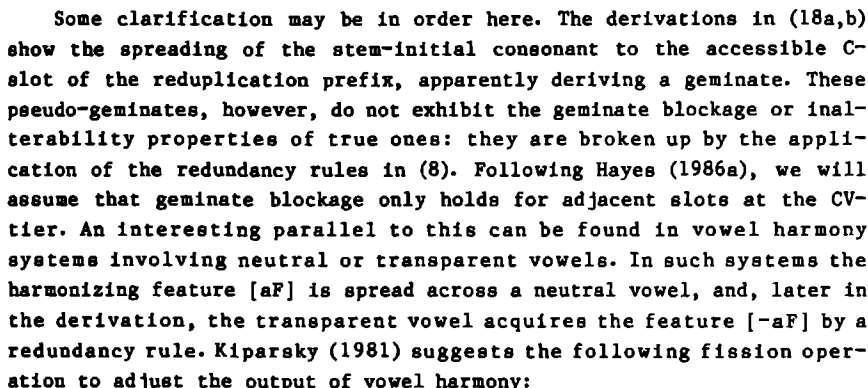 Some clarification may be in order here. The derivations in (18a,b)
show the spreading of the stem-initial consonant to the accessible C-
slot of the reduplication prefix, apparently deriving a geminate. These
pseudo-geminates, however, do not exhibit the geminate blockage or inal-
terability properties of true ones: they are broken up by the appli-
cation of the redundancy rules in (8). Following Hayes (1986a), we will
assume that geminate blockage only holds for adjacent slots at the CV-
tier. An interesting parallel to this can be found in vowel harmony
systems involving neutral or transparent vowels. In such systems the
harmonizing feature [aF] is spread across a neutral vowel, and, later in
the derivation, the transparent vowel acquires the feature [-aF] by a
redundancy rule. Kiparsky (1981) suggests the following fission oper-
ation to adjust the output of vowel harmony: